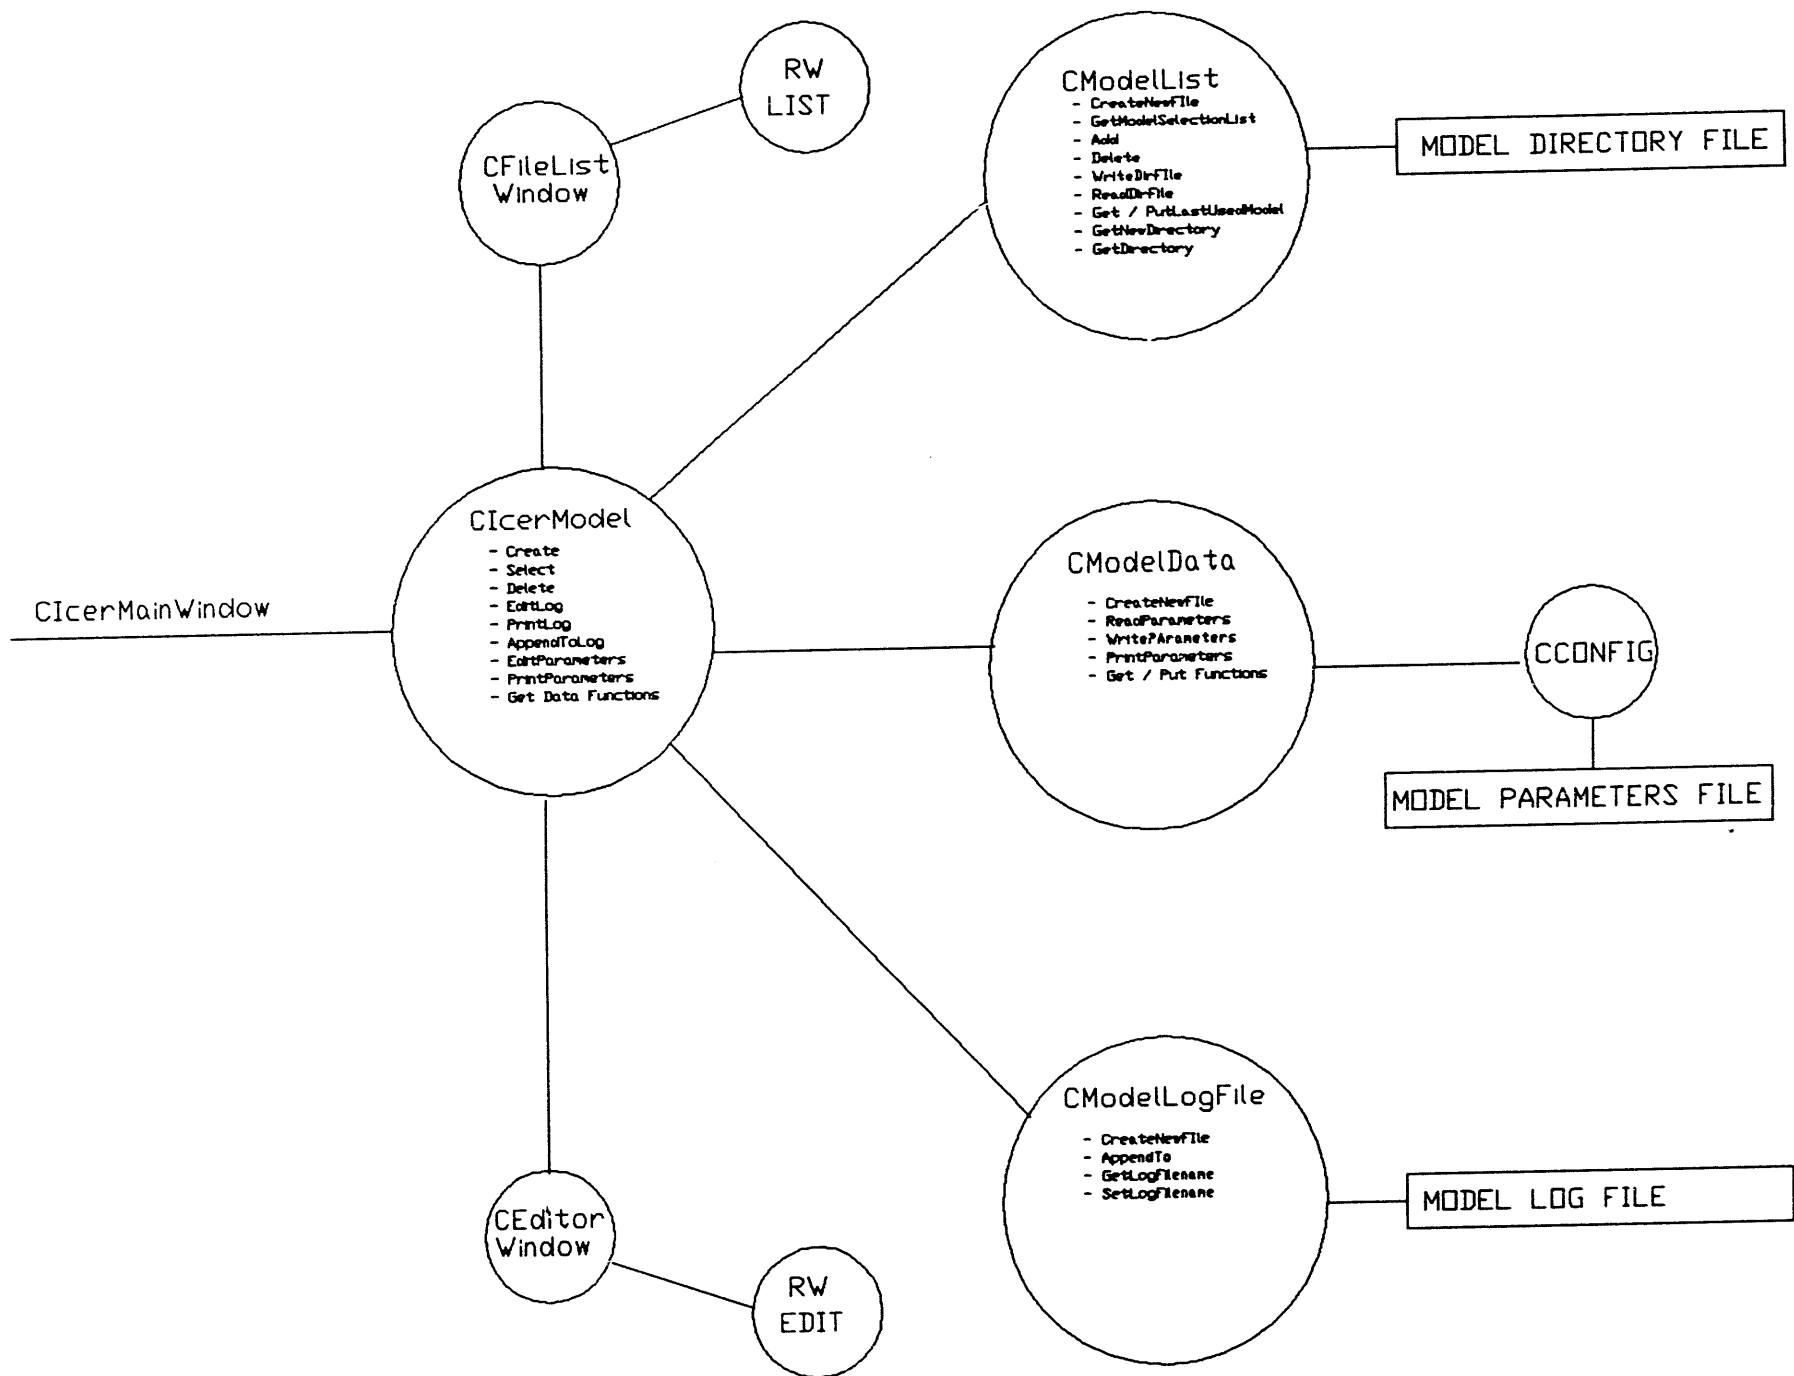 RW
LIST
CFileList
Window
CModelList
- CreateNewFile
- GetModelSelectionList
- Add
- Delete
- WriteDirFile
- ReadDirFile
- Get / PutLastUsedModel
- GetNewDirectory
- GetDirectory
MODEL DIRECTORY FILE
CIcerMainWindow
CIcerModel
- Create
- Select
- Delete
- EditLog
- PrintLog
- AppendToLog
- EditParameters
- PrintParameters
- Get Data Functions
CModelData
- CreateNewFile
- ReadParameters
- WritePArameters
- PrintParameters
- Get / Put Functions
CCONFIG
MODEL PARAMETERS FILE
CModelLogFile
- CreateNewFile
- AppendTo
- GetLogFilename
- SetLogFilename
MODEL LOG FILE
CEditor
Window
RW
EDIT